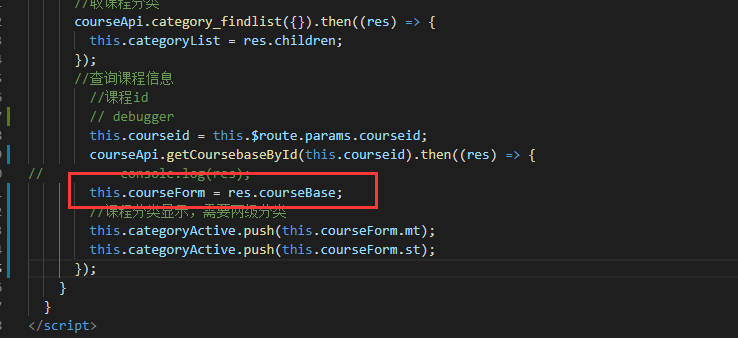 //取课程分类
courseApi.category_findlist({}).then((res) => {
this.categoryList = res.children;
});
//查询课程信息
//课程id
// debugger
this.courseid = this.$route.params.courseid;
courseApi.getCoursebaseById(this.courseid).then((res) => {
// console.log(res);
this.courseForm = res.courseBase;
//课程分类显示，需要两级分类
this.categoryActive.push(this.courseForm.mt);
this.categoryActive.push(this.courseForm.st);
});
}
}
</script>